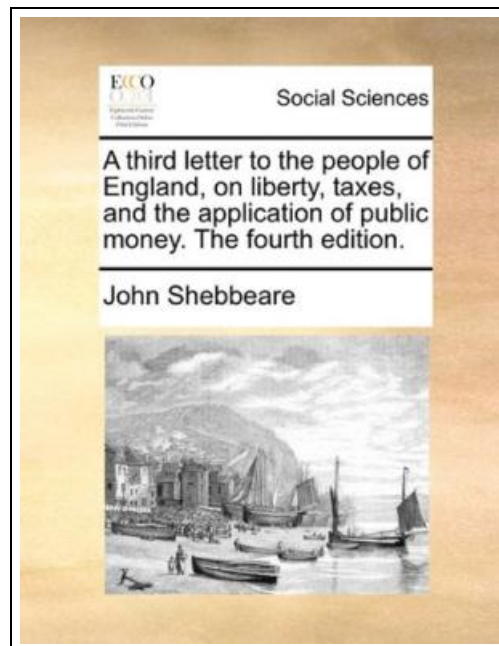 ECCO
Social Sciences
A third letter to the people of
England, on liberty, taxes,
and the application of public
money. The fourth edition.
John Shebbeare